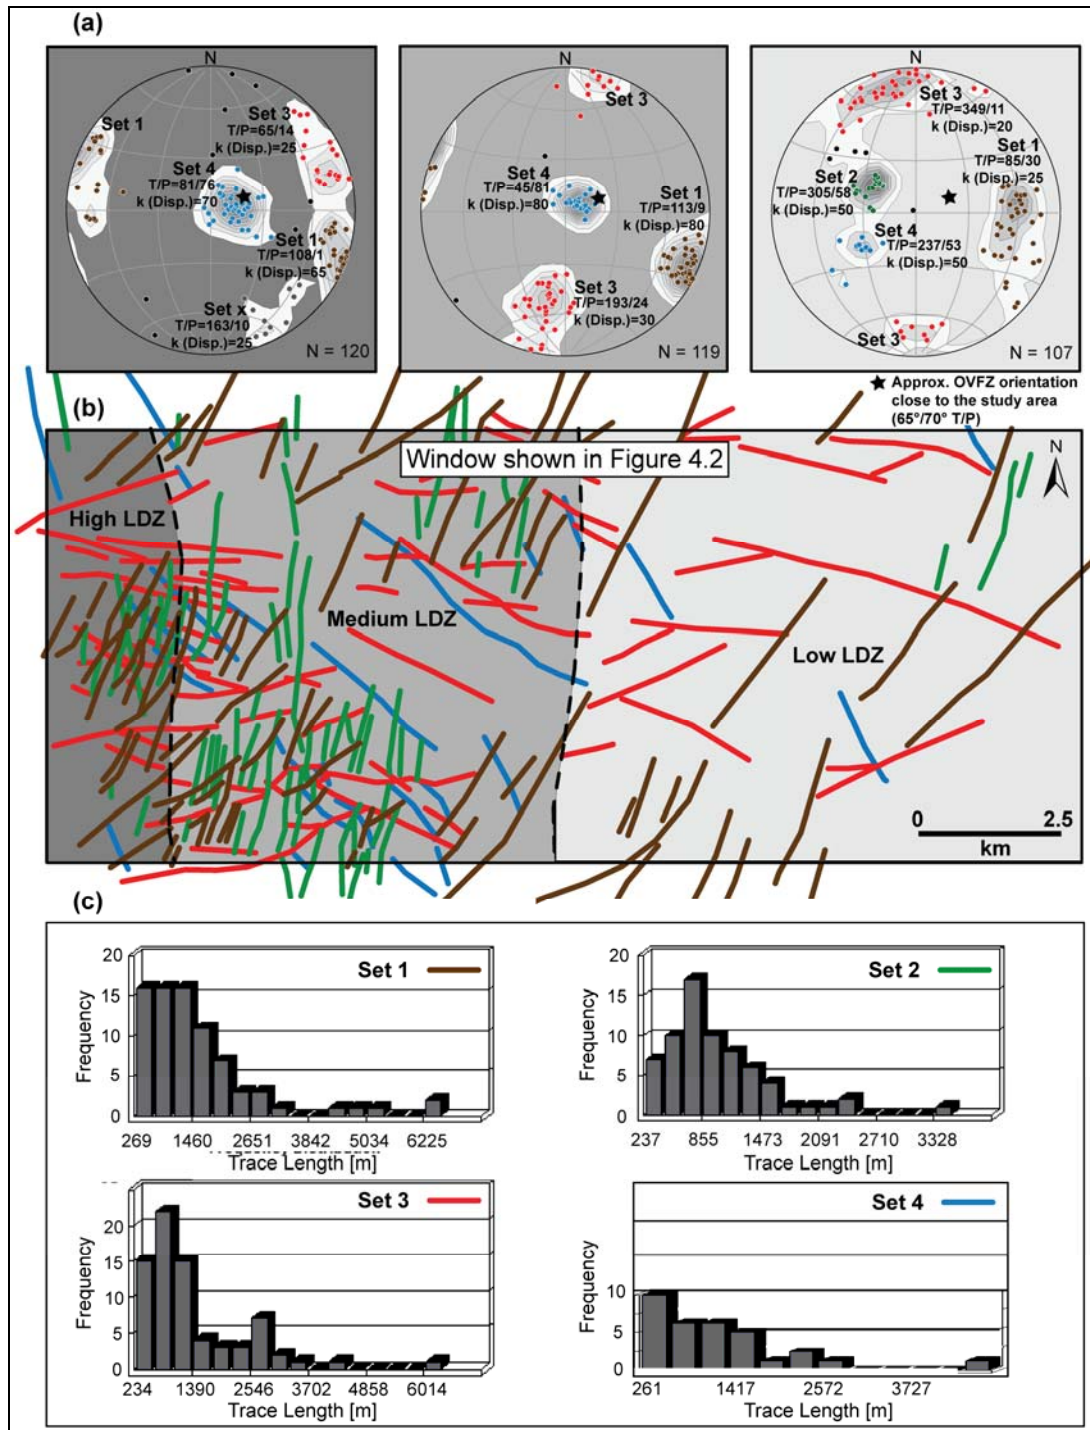 (a)
N
Set 1
Set 3
T/P=65/14
k (Disp.)=25
Set 4
T/P=81/76
k (Disp.)=70
Set 1
T/P=108/1
k (Disp.)=65
Set x
T/P=163/10
k (Disp.)=25
N = 120
N
Set 3
Set 4
T/P=45/81
k (Disp.)=80
Set 1
T/P=113/9
k (Disp.)=80
Set 3
T/P=193/24
k (Disp.)=30
N = 119
N
Set 3
T/P=349/11
k (Disp.)=20
Set 1
T/P=85/30
k (Disp.)=25
Set 2
T/P=305/58
k (Disp.)=50
Set 4
T/P=237/53
k (Disp.)=50
Set 3
N = 107
Approx. OVFZ orientation
close to the study area
(65°/70° T/P)
(b)
Window shown in Figure 4.2
N
High LDZ
Medium LDZ
Low LDZ
0 2.5
km
(c)
Set 1
Frequency
20
15
10
5
0
269 1460 2651 3842 5034 6225
Trace Length [m]
Set 2
Frequency
20
15
10
5
0
237 855 1473 2091 2710 3328
Trace Length [m]
Set 3
Frequency
20
15
10
5
0
234 1390 2546 3702 4858 6014
Trace Length [m]
Set 4
Frequency
10
5
0
261 1417 2572 3727
Trace Length [m]